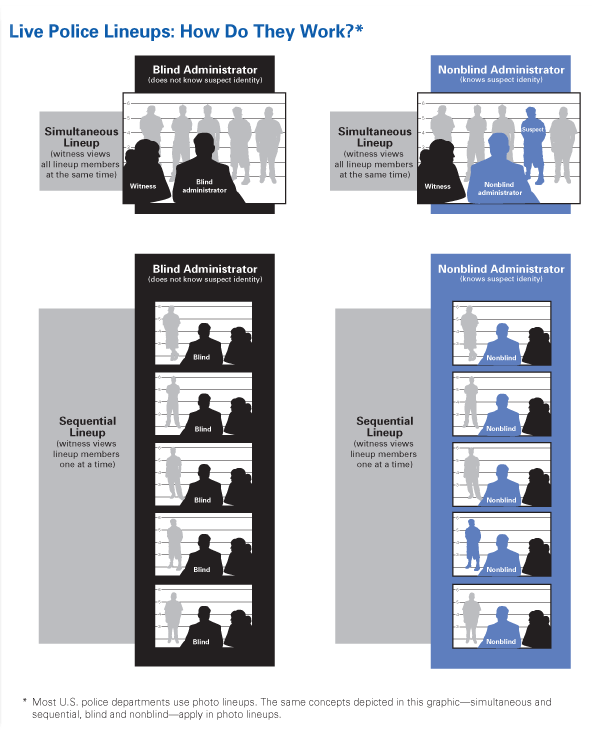 Live Police Lineups: How Do They Work?*
Blind Administrator
(does not know suspect identity)
Simultaneous
Lineup
(witness views
all lineup members
at the same time)
Witness
Blind
administrator
Nonblind Administrator
(knows suspect idenity)
Simultaneous
Lineup
(witness views
all lineup members
at the same time)
Suspect
Witness
Nonblind
administrator
Blind Administrator
(does not know suspect identity)
Sequential
Lineup
(witness views
lineup members
one at a time)
Blind
Blind
Blind
Blind
Blind
Nonblind Administrator
(knows suspect idenity)
Sequential
Lineup
(witness views
lineup members
one at a time)
Nonblind
Nonblind
Nonblind
Nonblind
Nonblind
* Most U.S. police departments use photo lineups. The same concepts depicted in this graphic—simultaneous and
sequential, blind and nonblind—apply in photo lineups.